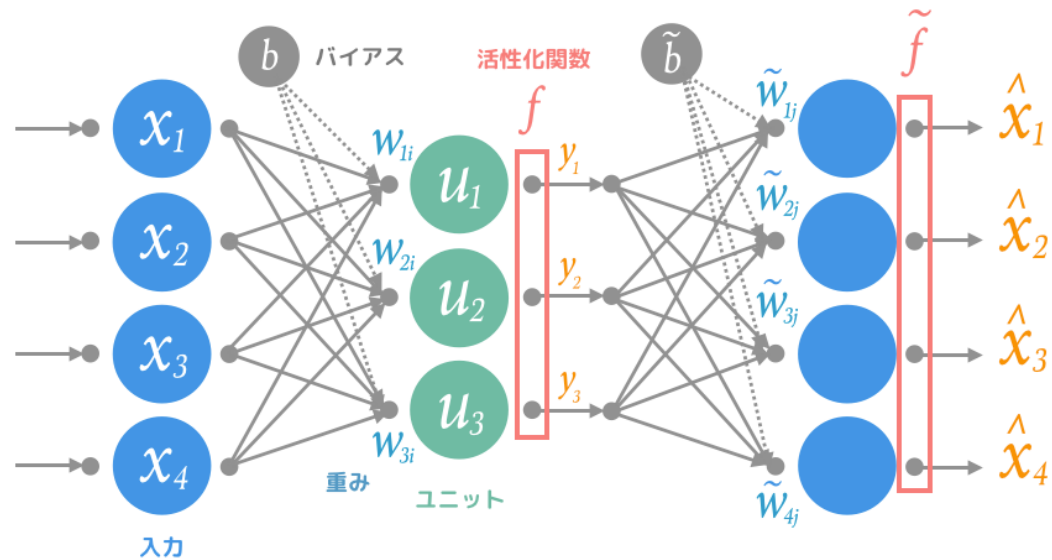 b バイアス
活性化関数
f
b̃
f̃
x₁
x₂
x₃
x₄
入力
w₁ᵢ
w₂ᵢ
w₃ᵢ
重み
u₁
u₂
u₃
ユニット
y₁
y₂
y₃
w̃₁ⱼ
w̃₂ⱼ
w̃₃ⱼ
w̃₄ⱼ
x̂₁
x̂₂
x̂₃
x̂₄